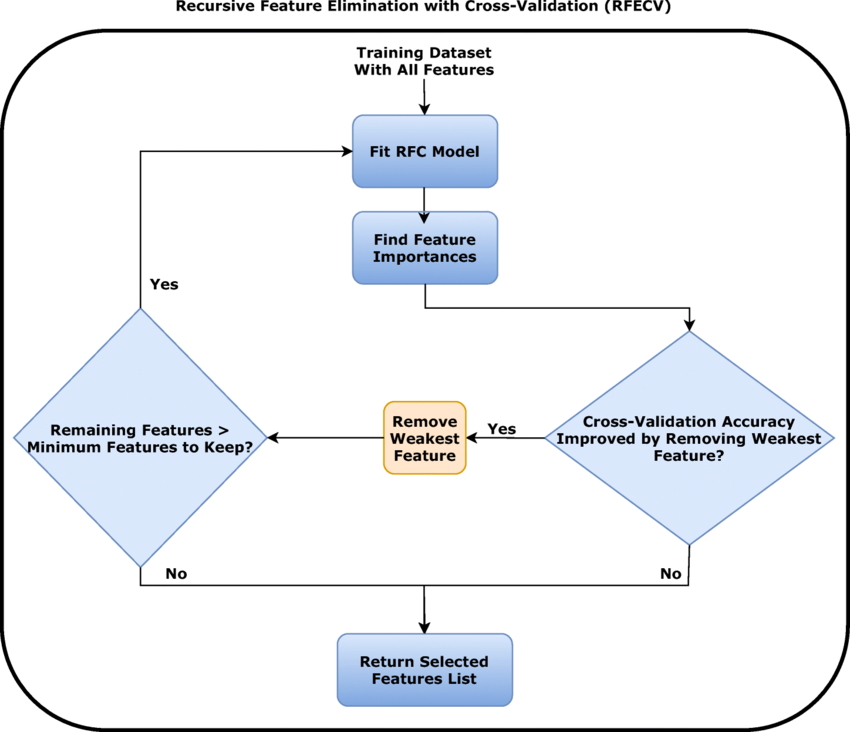 Recursive Feature Elimination with Cross-Validation (RFECV)
Training Dataset
With All Features
Fit RFC Model
Find Feature
Importances
Yes
Remaining Features >
Minimum Features to Keep?
Remove
Weakest
Feature
Yes
Cross-Validation Accuracy
Improved by Removing Weakest
Feature?
No
No
Return Selected
Features List